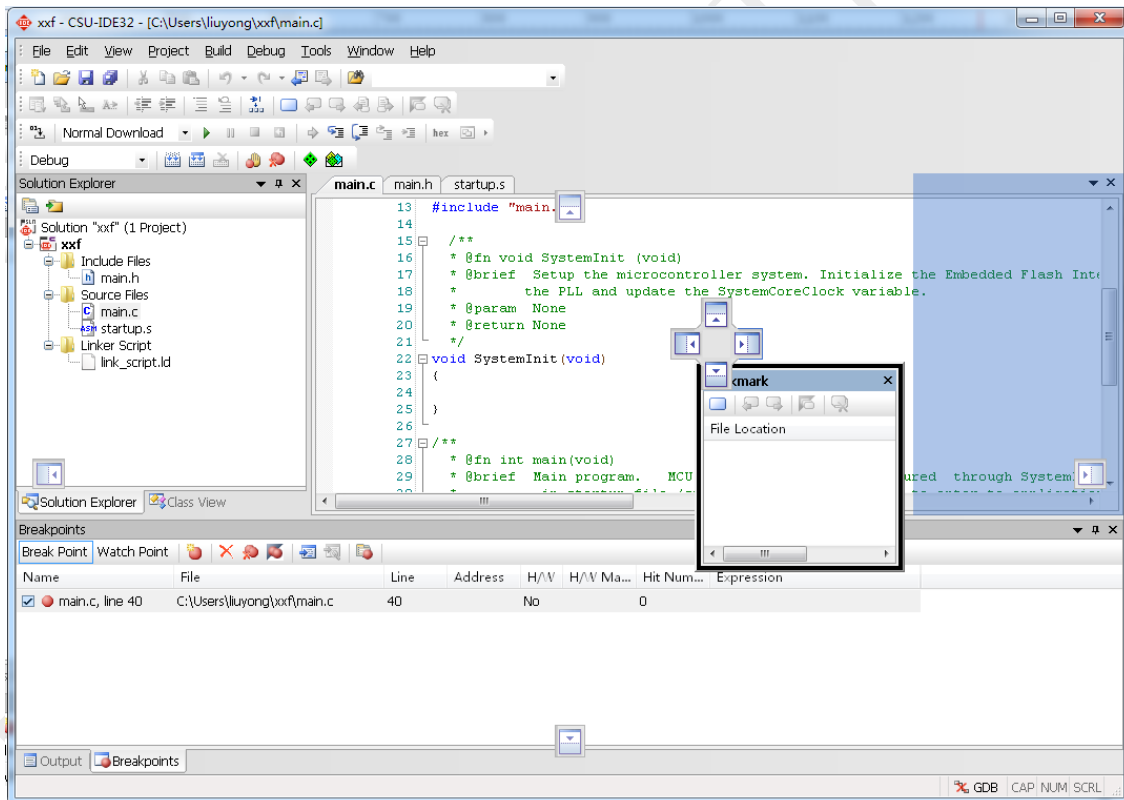 xxf - CSU-IDE32 - [C:\Users\liuyong\xxf\main.c]
File Edit View Project Build Debug Tools Window Help
Normal Download hex
Debug
Solution Explorer
main.c main.h startup.s
Solution "xxf" (1 Project)
xxf
Include Files
main.h
Source Files
main.c
startup.s
Linker Script
link_script.ld
13 #include "main.
14
15 /**
16 * @fn void SystemInit (void)
17 * @brief Setup the microcontroller system. Initialize the Embedded Flash Inte
18 * the PLL and update the SystemCoreClock variable.
19 * @param None
20 * @return None
21 */
22 void SystemInit(void)
23 {
24
25 }
26
27 /**
28 * @fn int main(void)
29 * @brief Main program. MCU ured through System
Solution Explorer Class View
kmark
File Location
Breakpoints
Break Point Watch Point
Name File Line Address H/W H/W Ma... Hit Num... Expression
main.c, line 40 C:\Users\liuyong\xxf\main.c 40 No 0
Output Breakpoints
GDB CAP NUM SCRL